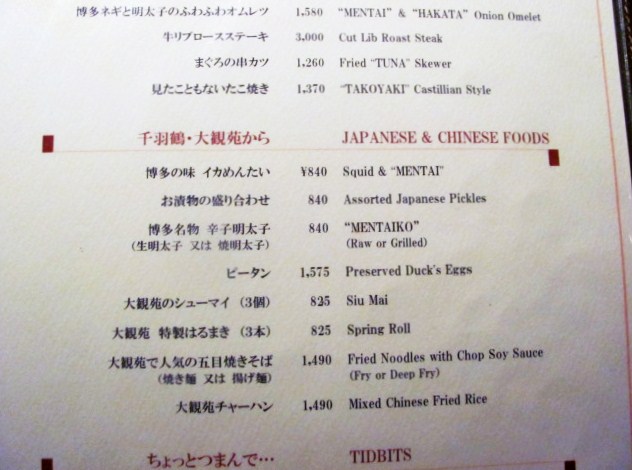 博多ネギと明太子のふわふわオムレツ 1,580 “MENTAI” & “HAKATA” Onion Omelet
牛リブロースステーキ 3,000 Cut Lib Roast Steak
まぐろの串カツ 1,260 Fried “TUNA” Skewer
見たこともないたこ焼き 1,370 “TAKOYAKI” Castillian Style
千羽鶴・大観苑から JAPANESE & CHINESE FOODS
博多の味 イカめんたい ¥840 Squid & “MENTAI”
お漬物の盛り合わせ 840 Assorted Japanese Pickles
博多名物 辛子明太子 840 “MENTAIKO”
(生明太子 又は 焼明太子) (Raw or Grilled)
ピータン 1,575 Preserved Duck's Eggs
大観苑のシューマイ (3個) 825 Siu Mai
大観苑 特製はるまき (3本) 825 Spring Roll
大観苑で人気の五目焼きそば 1,490 Fried Noodles with Chop Soy Sauce
(焼き麺 又は 揚げ麺) (Fry or Deep Fry)
大観苑チャーハン 1,490 Mixed Chinese Fried Rice
ちょっとつまんで… TIDBITS